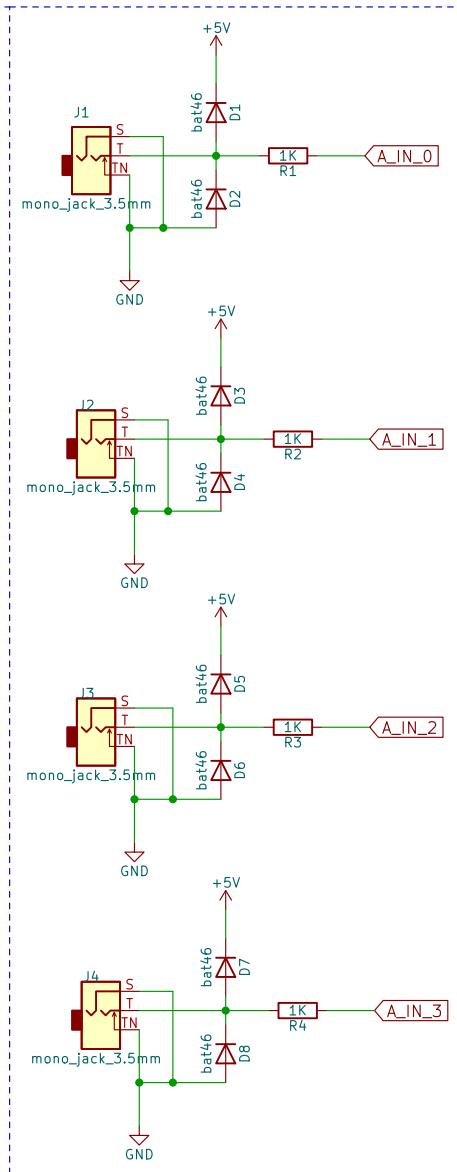 +5V
J1
bat46
D1
S
T
TN
1K
R1
A_IN_0
bat46
D2
mono_jack_3.5mm
GND
+5V
J2
bat46
D3
S
T
TN
1K
R2
A_IN_1
bat46
D4
mono_jack_3.5mm
GND
+5V
J3
bat46
D5
S
T
TN
1K
R3
A_IN_2
bat46
D6
mono_jack_3.5mm
GND
+5V
J4
bat46
D7
S
T
TN
1K
R4
A_IN_3
bat46
D8
mono_jack_3.5mm
GND